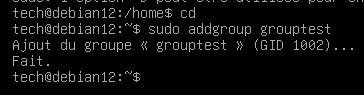 tech@debian12:/home$ cd
tech@debian12:~$ sudo addgroup grouptest
Ajout du groupe « grouptest » (GID 1002)...
Fait.
tech@debian12:~$